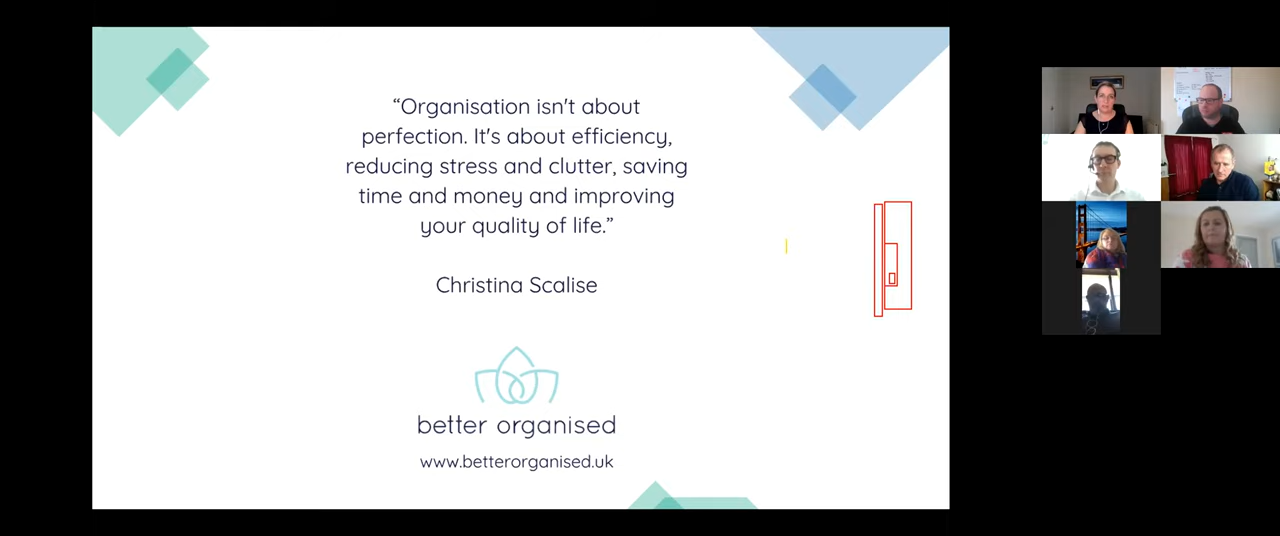 “Organisation isn't about
perfection. It's about efficiency,
reducing stress and clutter, saving
time and money and improving
your quality of life.”
Christina Scalise
better organised
www.betterorganised.uk